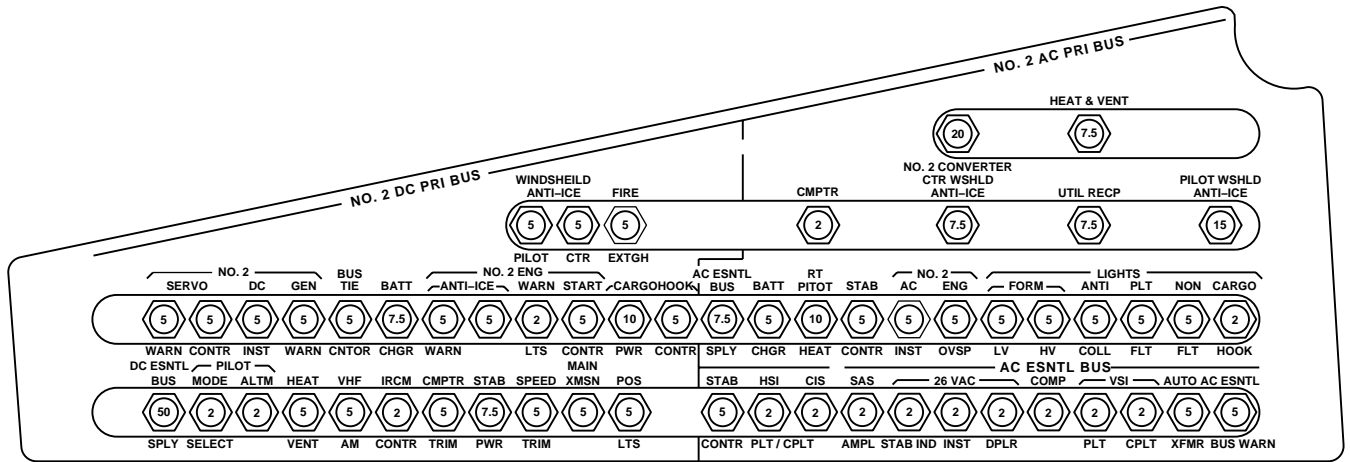 NO. 2 AC PRI BUS
NO. 2 DC PRI BUS
HEAT & VENT
20 7.5
NO. 2 CONVERTER
WINDSHEILD CTR WSHLD PILOT WSHLD
ANTI–ICE FIRE CMPTR ANTI–ICE UTIL RECP ANTI–ICE
5 5 5 2 7.5 7.5 15
PILOT CTR EXTGH
NO. 2 BUS NO. 2 ENG AC ESNTL RT NO. 2 LIGHTS
SERVO DC GEN TIE BATT ANTI–ICE WARN START CARGO HOOK BUS BATT PITOT STAB AC ENG FORM ANTI PLT NON CARGO
5 5 5 5 5 7.5 5 5 2 5 10 5 7.5 5 10 5 5 5 5 5 5 5 5 2
WARN CONTR INST WARN CNTOR CHGR WARN LTS CONTR PWR CONTR SPLY CHGR HEAT CONTR INST OVSP LV HV COLL FLT FLT HOOK
DC ESNTL PILOT MAIN AC ESNTL BUS
BUS MODE ALTM HEAT VHF IRCM CMPTR STAB SPEED XMSN POS STAB HSI CIS SAS 26 VAC COMP VSI AUTO AC ESNTL
50 2 2 5 5 2 5 7.5 5 5 5 5 2 2 2 2 2 2 2 2 2 5 5
SPLY SELECT VENT AM CONTR TRIM PWR TRIM LTS CONTR PLT / CPLT AMPL STAB IND INST DPLR PLT CPLT XFMR BUS WARN